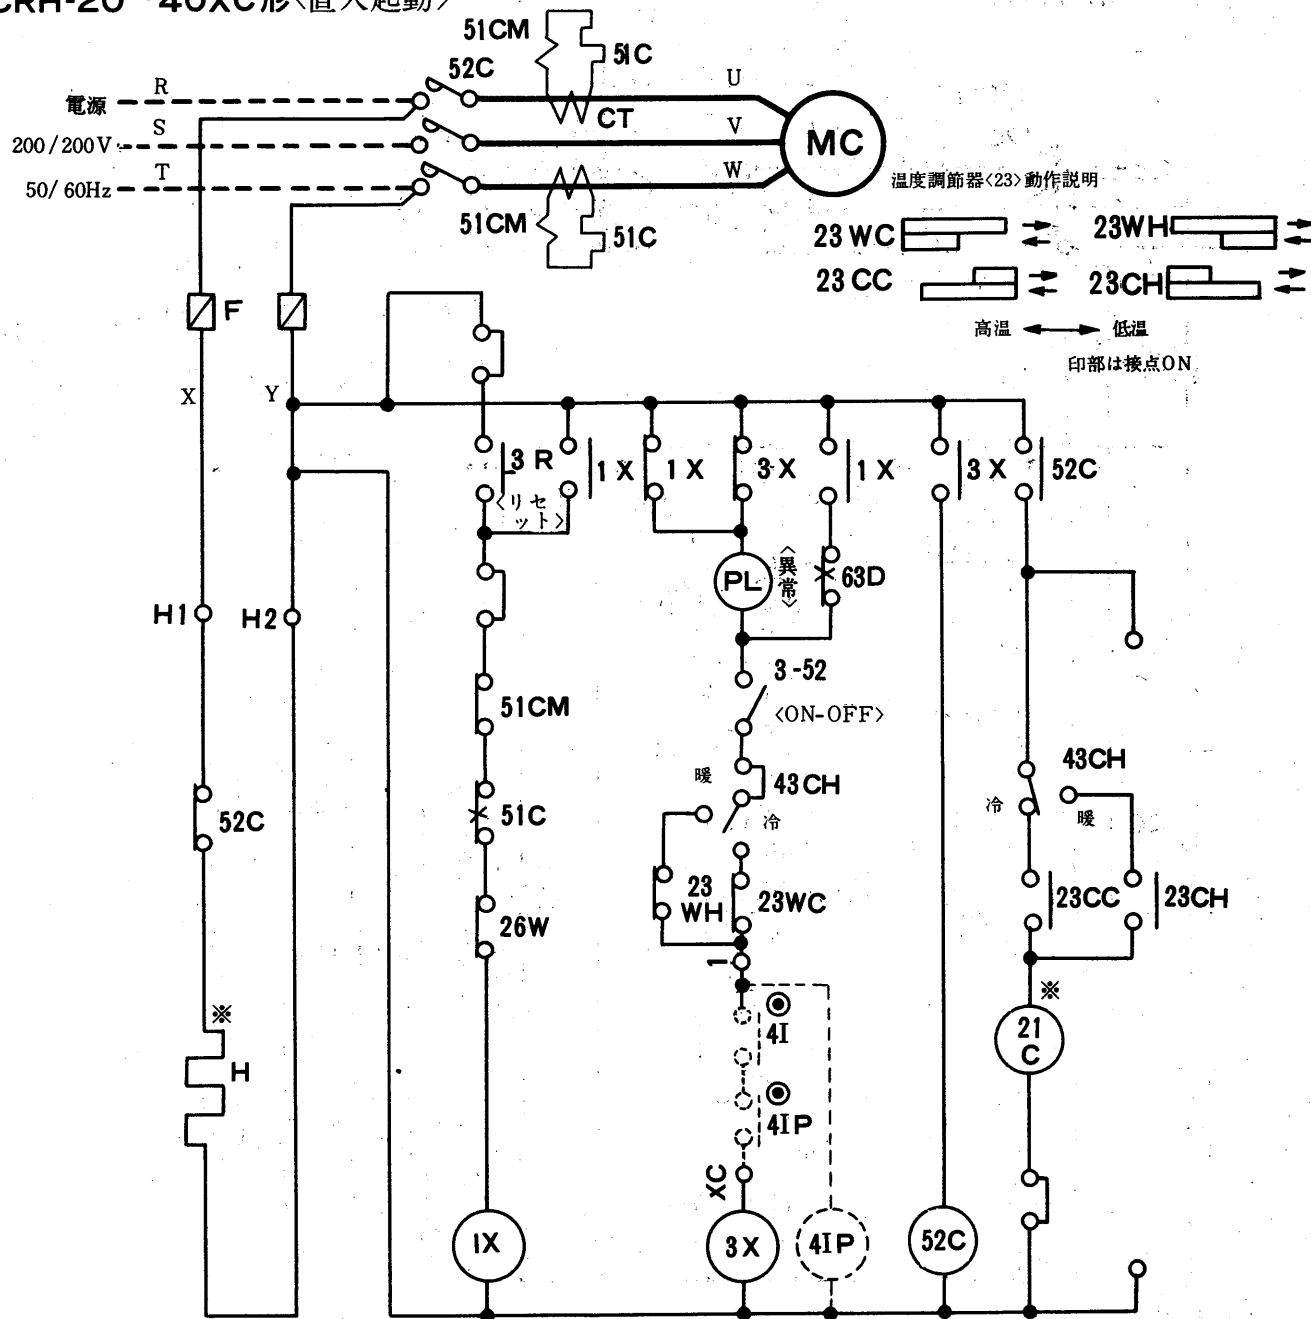 CRH-20 40XC形〈直入起動〉
51CM
51C
52C
電源
R
S
T
200/200V
50/60Hz
U
V
W
CT
MC
51CM
51C
温度調節器〈23〉動作説明
23WC
23WH
23CC
23CH
高温
低温
印部は接点ON
F
X
Y
3R
〈リセ
ット〉
1X
1X
3X
1X
3X
52C
PL
〈異常〉
63D
H1
H2
3-52
〈ON-OFF〉
51CM
43CH
暖
冷
43CH
冷
暖
52C
51C
23
WH
23WC
23CC
23CH
26W
1
※
H
4I
4IP
※
21
C
XC
1X
3X
4IP
52C